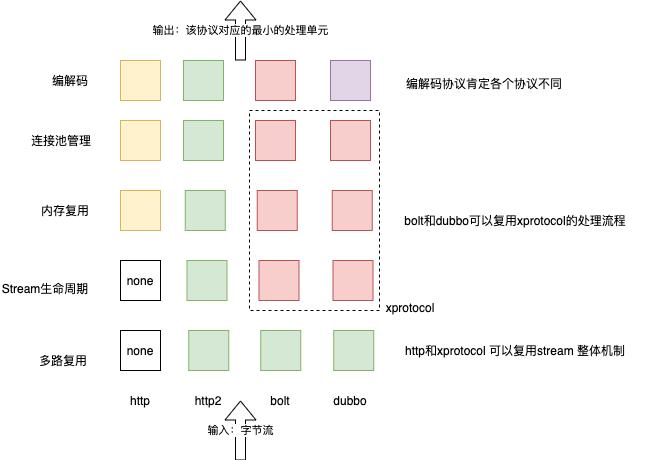 输出：该协议对应的最小的处理单元
编解码
编解码协议肯定各个协议不同
连接池管理
内存复用
bolt和dubbo可以复用xprotocol的处理流程
Stream生命周期
none
xprotocol
多路复用
none
http和xprotocol 可以复用stream 整体机制
http
http2
bolt
dubbo
输入：字节流